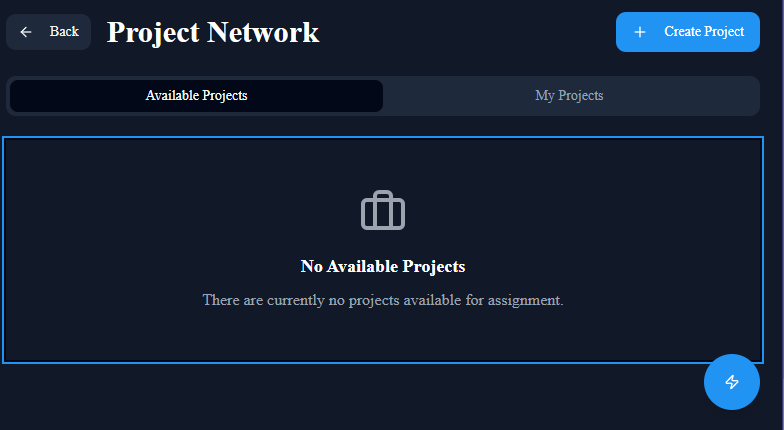 Back
Project Network
Create Project
Available Projects
My Projects
No Available Projects
There are currently no projects available for assignment.